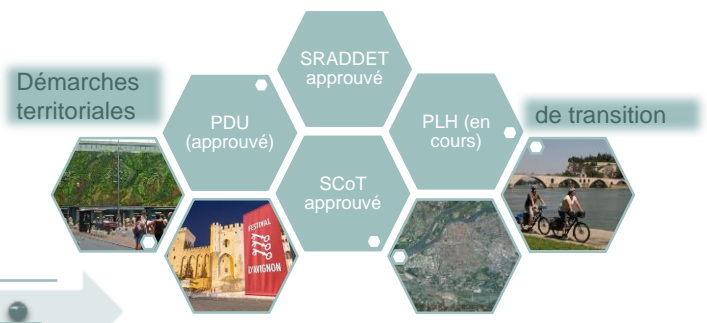 Démarches
territoriales
SRADDET
approuvé
PDU
(approuvé)
PLH (en
cours)
de transition
SCoT
approuvé
FESTIVAL
D'AVIGNON